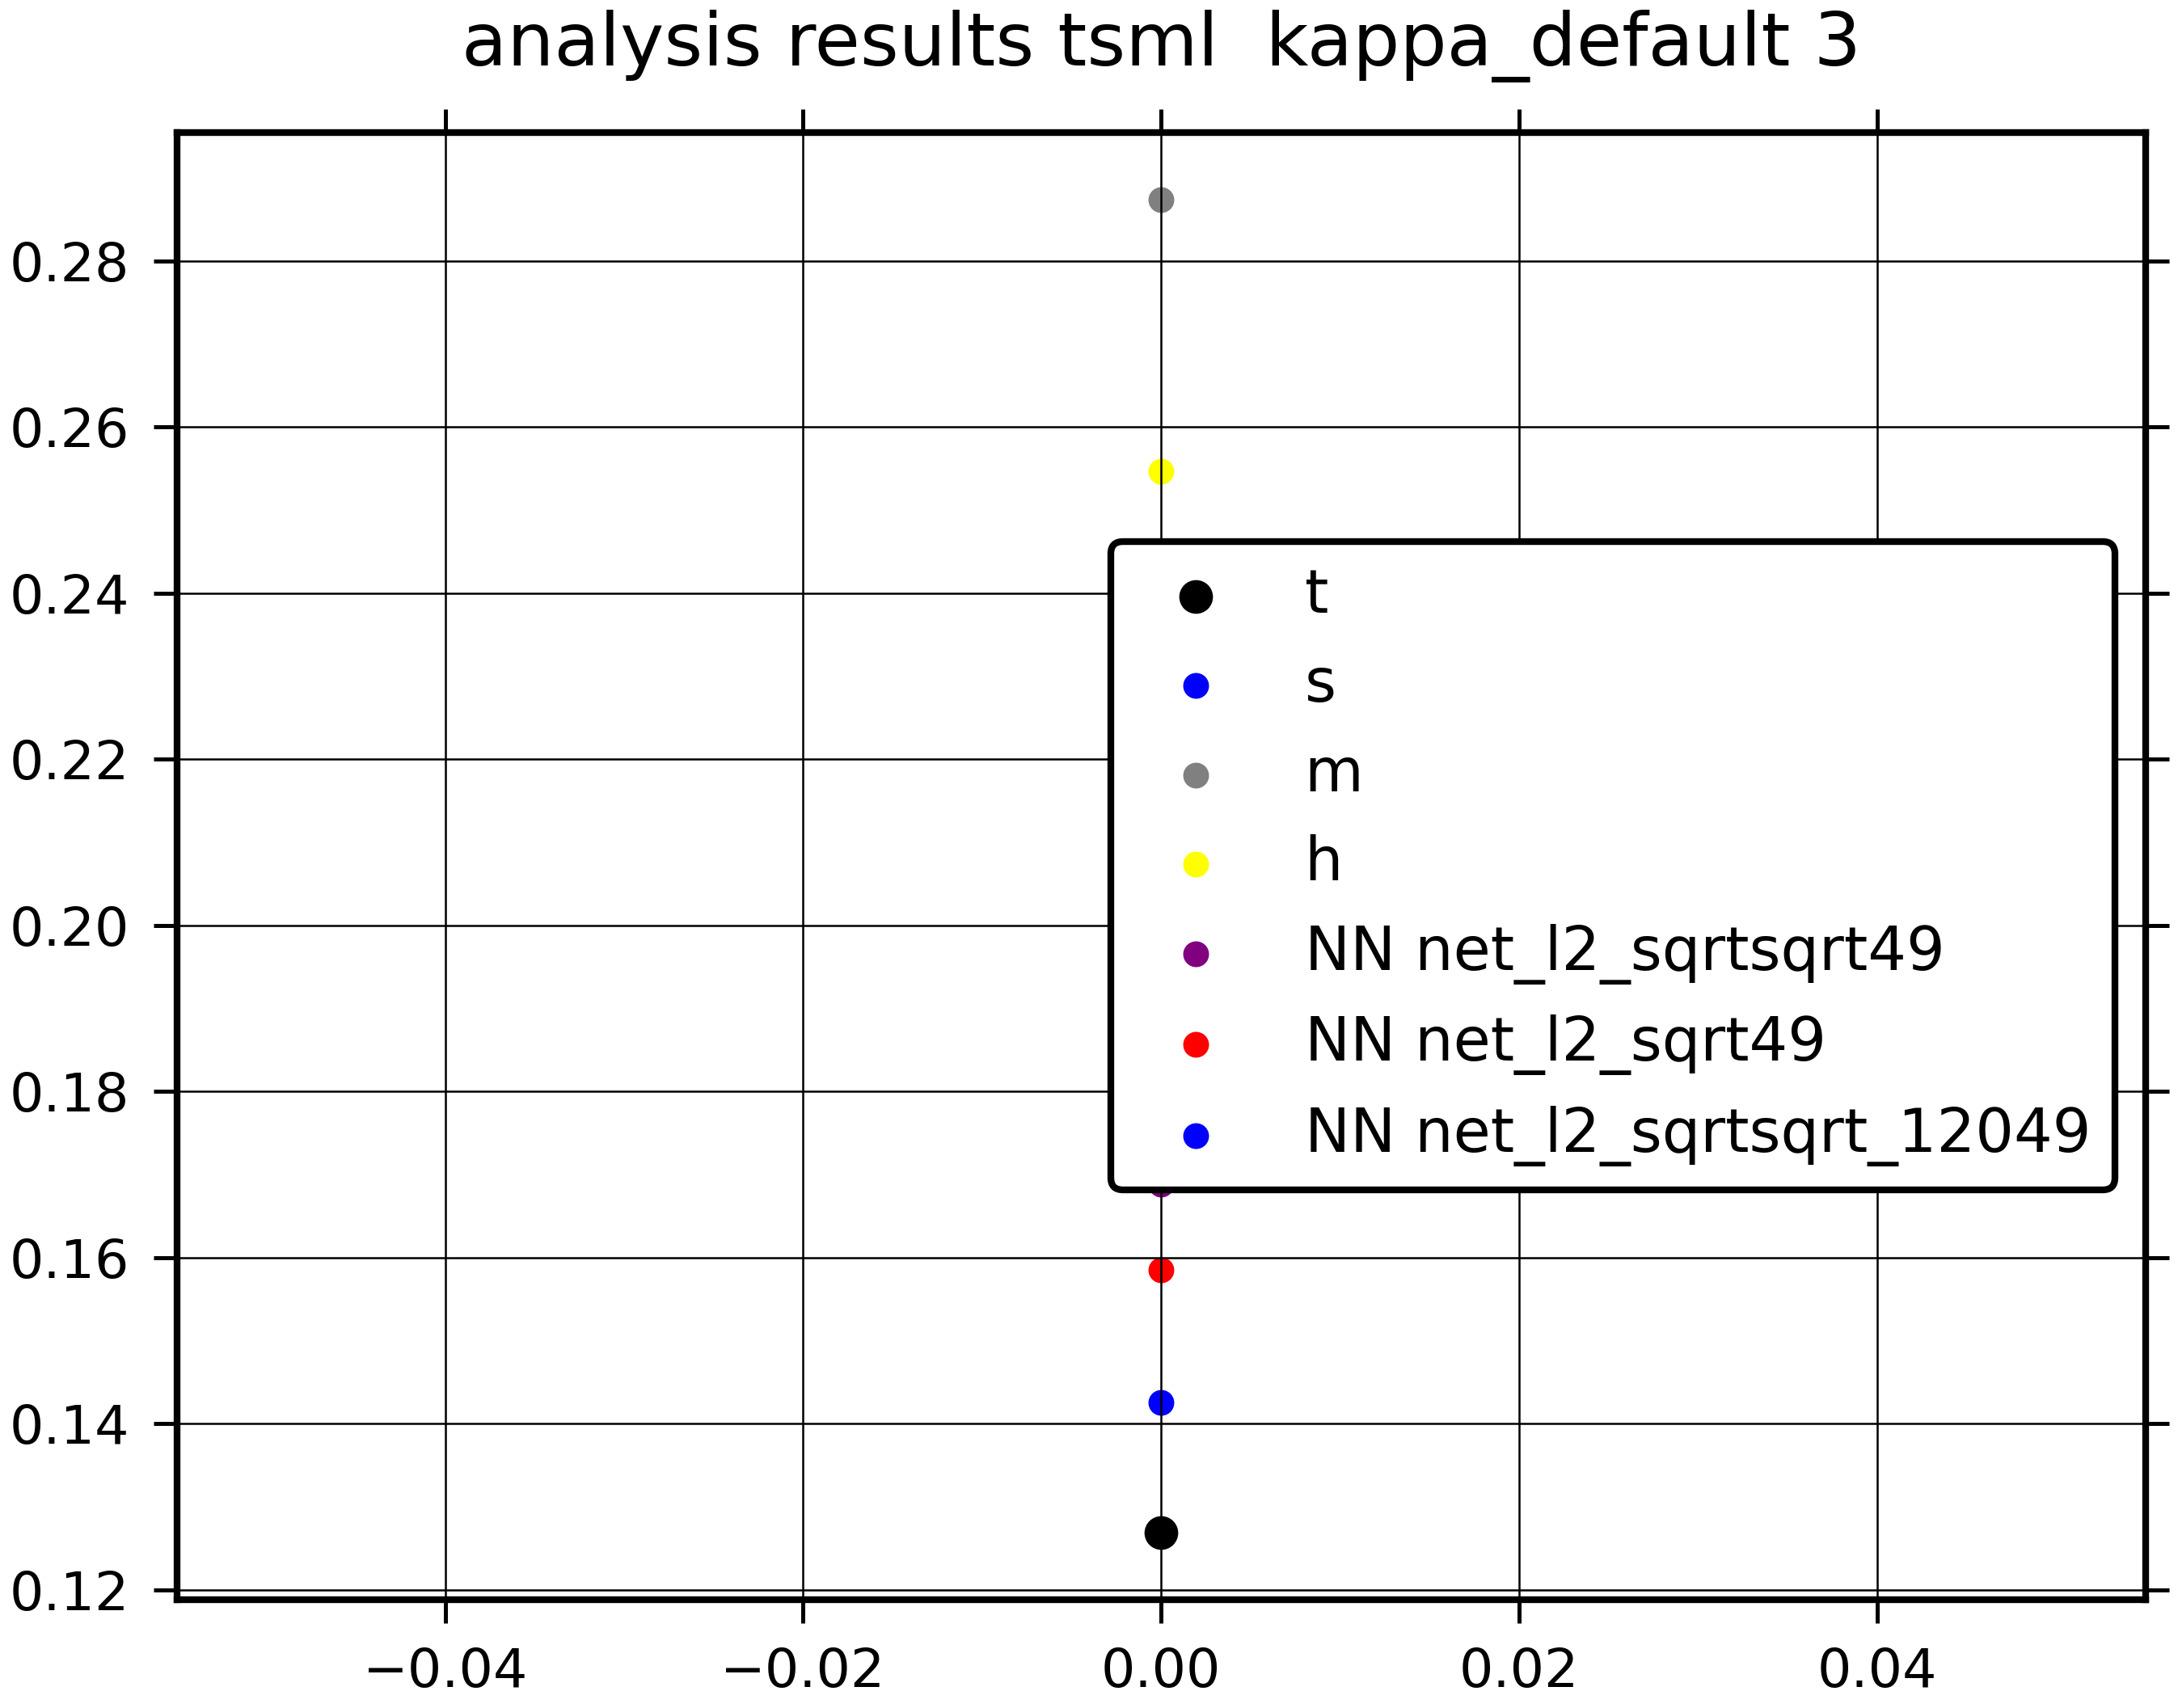 analysis results tsml  kappa_default 3
0.28
0.26
0.24
0.22
0.20
0.18
0.16
0.14
0.12
t
s
m
h
NN net_l2_sqrtsqrt49
NN net_l2_sqrt49
NN net_l2_sqrtsqrt_12049
−0.04
−0.02
0.00
0.02
0.04